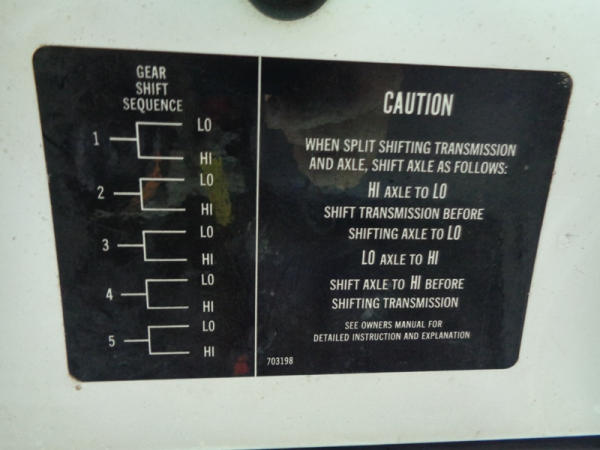 GEAR
SHIFT
SEQUENCE
1 LO
HI
2 LO
HI
3 LO
HI
4 LO
HI
5 LO
HI
CAUTION
WHEN SPLIT SHIFTING TRANSMISSION
AND AXLE, SHIFT AXLE AS FOLLOWS:
HI AXLE TO LO
SHIFT TRANSMISSION BEFORE
SHIFTING AXLE TO LO
LO AXLE TO HI
SHIFT AXLE TO HI BEFORE
SHIFTING TRANSMISSION
SEE OWNERS MANUAL FOR
DETAILED INSTRUCTION AND EXPLANATION
703198